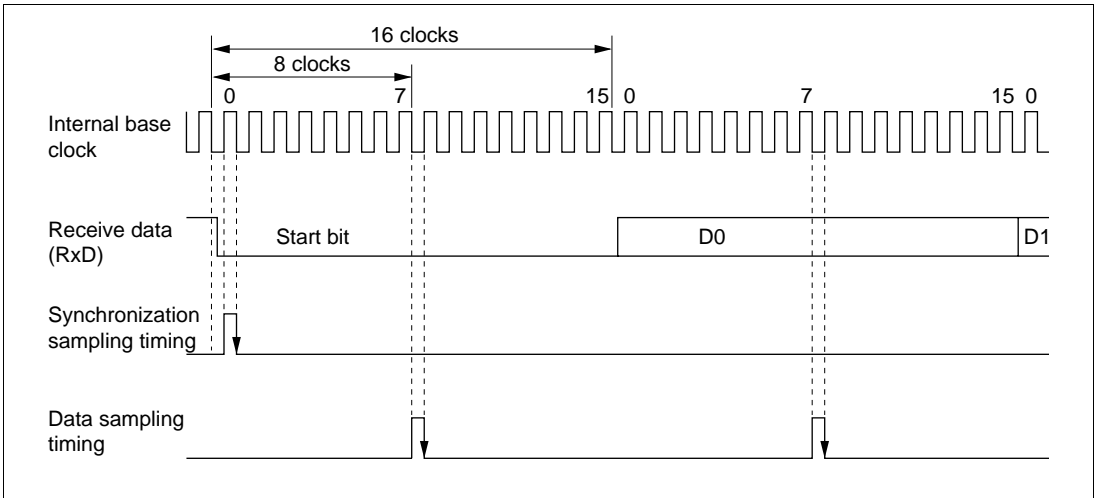 16 clocks
8 clocks
0 7 15 0 7 15 0
Internal base
clock
Receive data
(RxD)
Start bit D0 D1
Synchronization
sampling timing
Data sampling
timing